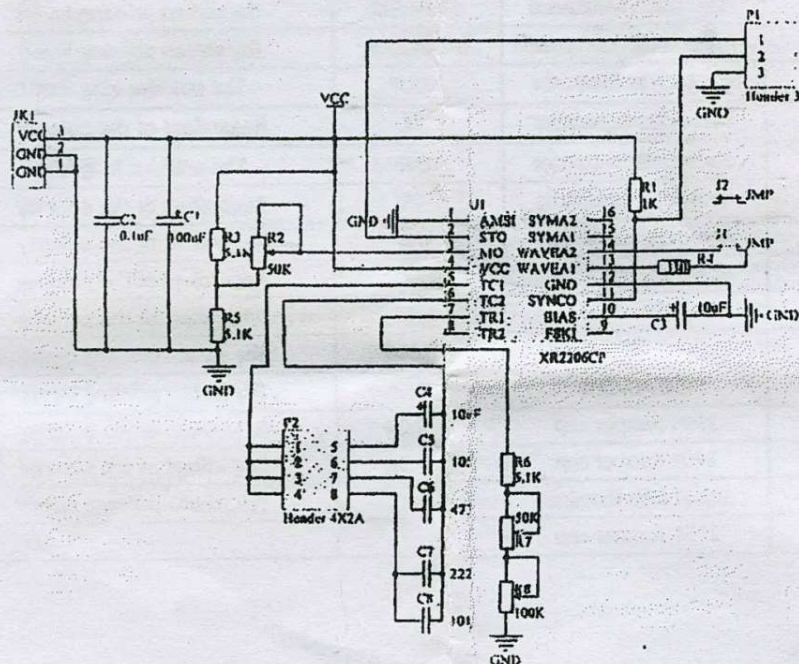 P1
1
2
3
Header 3
GND
VCC
JK1
VCC 3
GND 2
GND 1
C2
0.1uF
C1
100uF
R3
5.1K
R2
50K
R5
5.1K
GND
GND
U1
1 AMSI SYMA2 16
2 STO SYMA1 15
3 MO WAVEA2 14
4 VCC WAVEA1 13
5 TC1 GND 12
6 TC2 SYNCO 11
7 TR1 BIAS 10
8 TR2 FSKI 9
XR2206CP
R1
1K
J2
JMP
J1
JMP
R4
C3
10uF
GND
P2
1 5
2 6
3 7
4 8
Header 4X2A
C4
10uF
C5
105
C6
473
C7
222
C8
101
R6
5.1K
50K
R7
R8
100K
GND